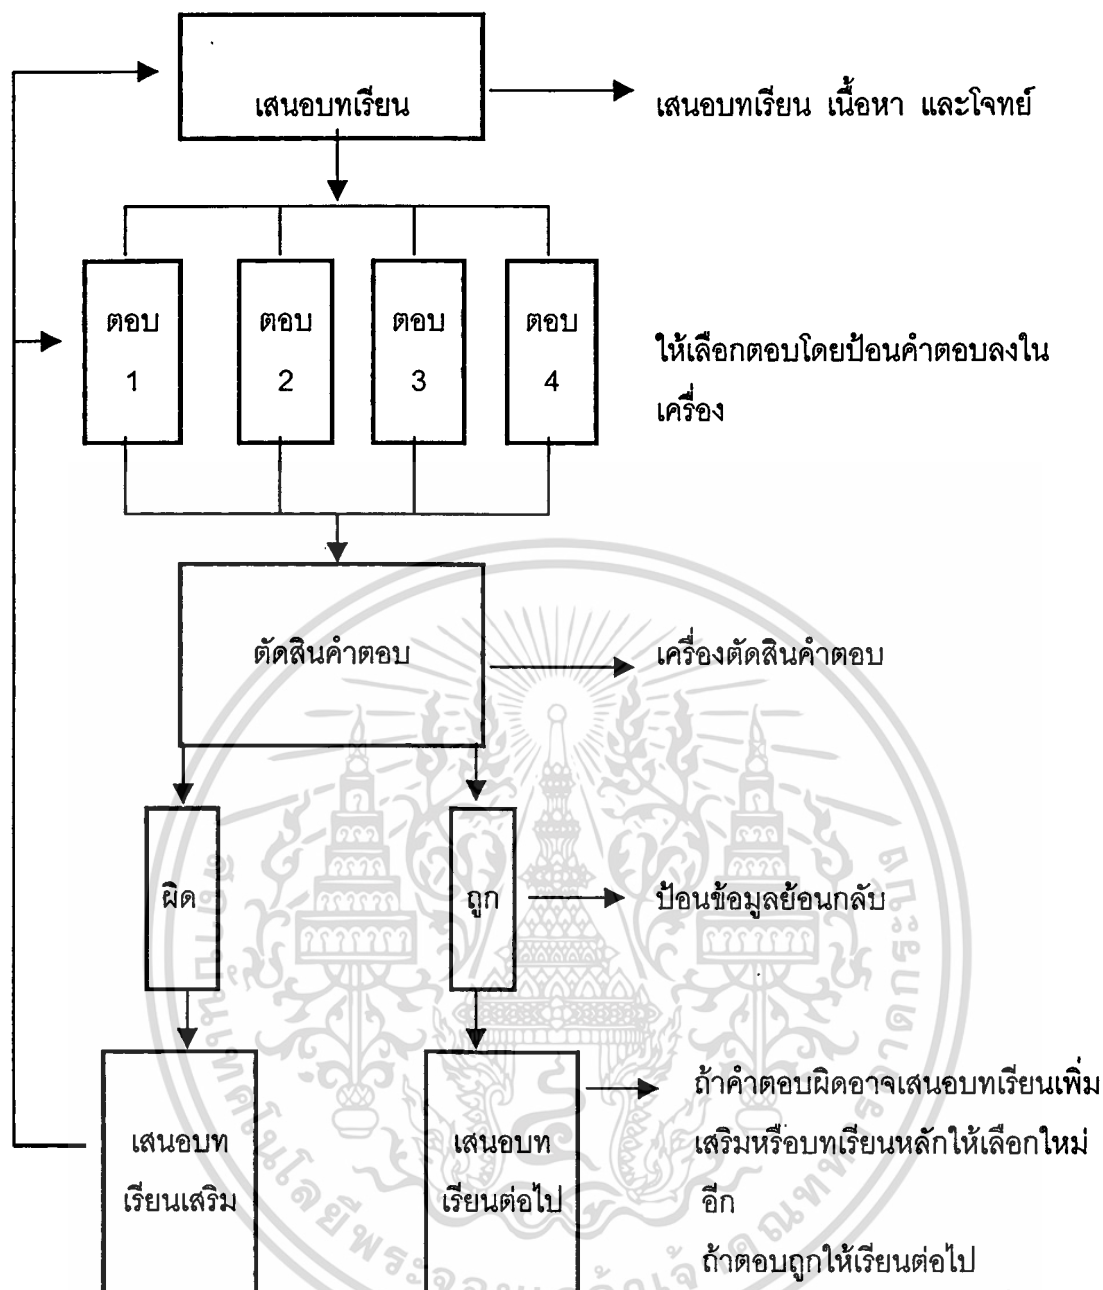 เสนอบทเรียน
เสนอบทเรียน เนื้อหา และโจทย์
ตอบ
1
ตอบ
2
ตอบ
3
ตอบ
4
ให้เลือกตอบโดยป้อนคำตอบลงใน
เครื่อง
ตัดสินคำตอบ
เครื่องตัดสินคำตอบ
ผิด
ถูก
ป้อนข้อมูลย้อนกลับ
เสนอบท
เรียนเสริม
เสนอบท
เรียนต่อไป
ถ้าคำตอบผิดอาจเสนอบทเรียนเพิ่ม
เสริมหรือบทเรียนหลักให้เลือกใหม่
อีก
ถ้าตอบถูกให้เรียนต่อไป